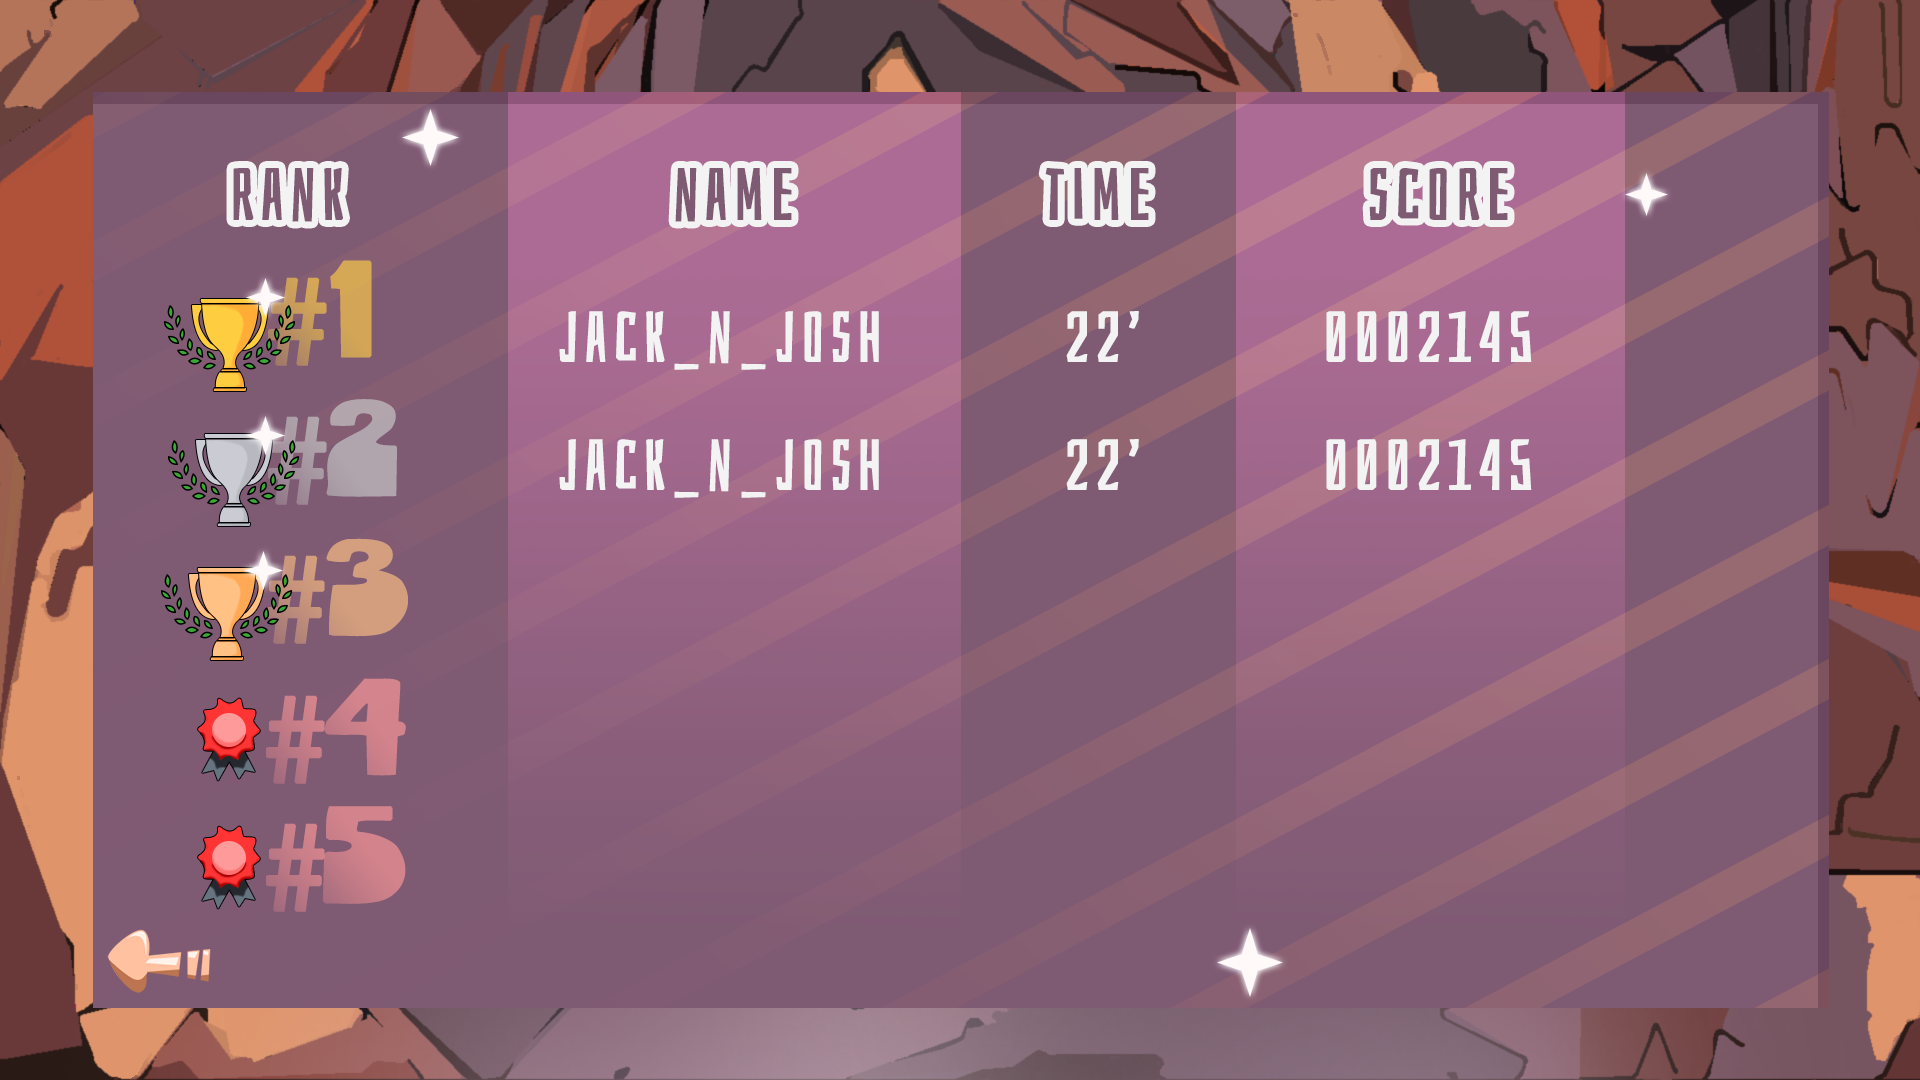 RANK NAME TIME SCORE
#1 JACK_N_JOSH 22’ 0002145
#2 JACK_N_JOSH 22’ 0002145
#3
#4
#5